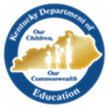 Kentucky Department of
Our
Children,
Our
Commonwealth
Education